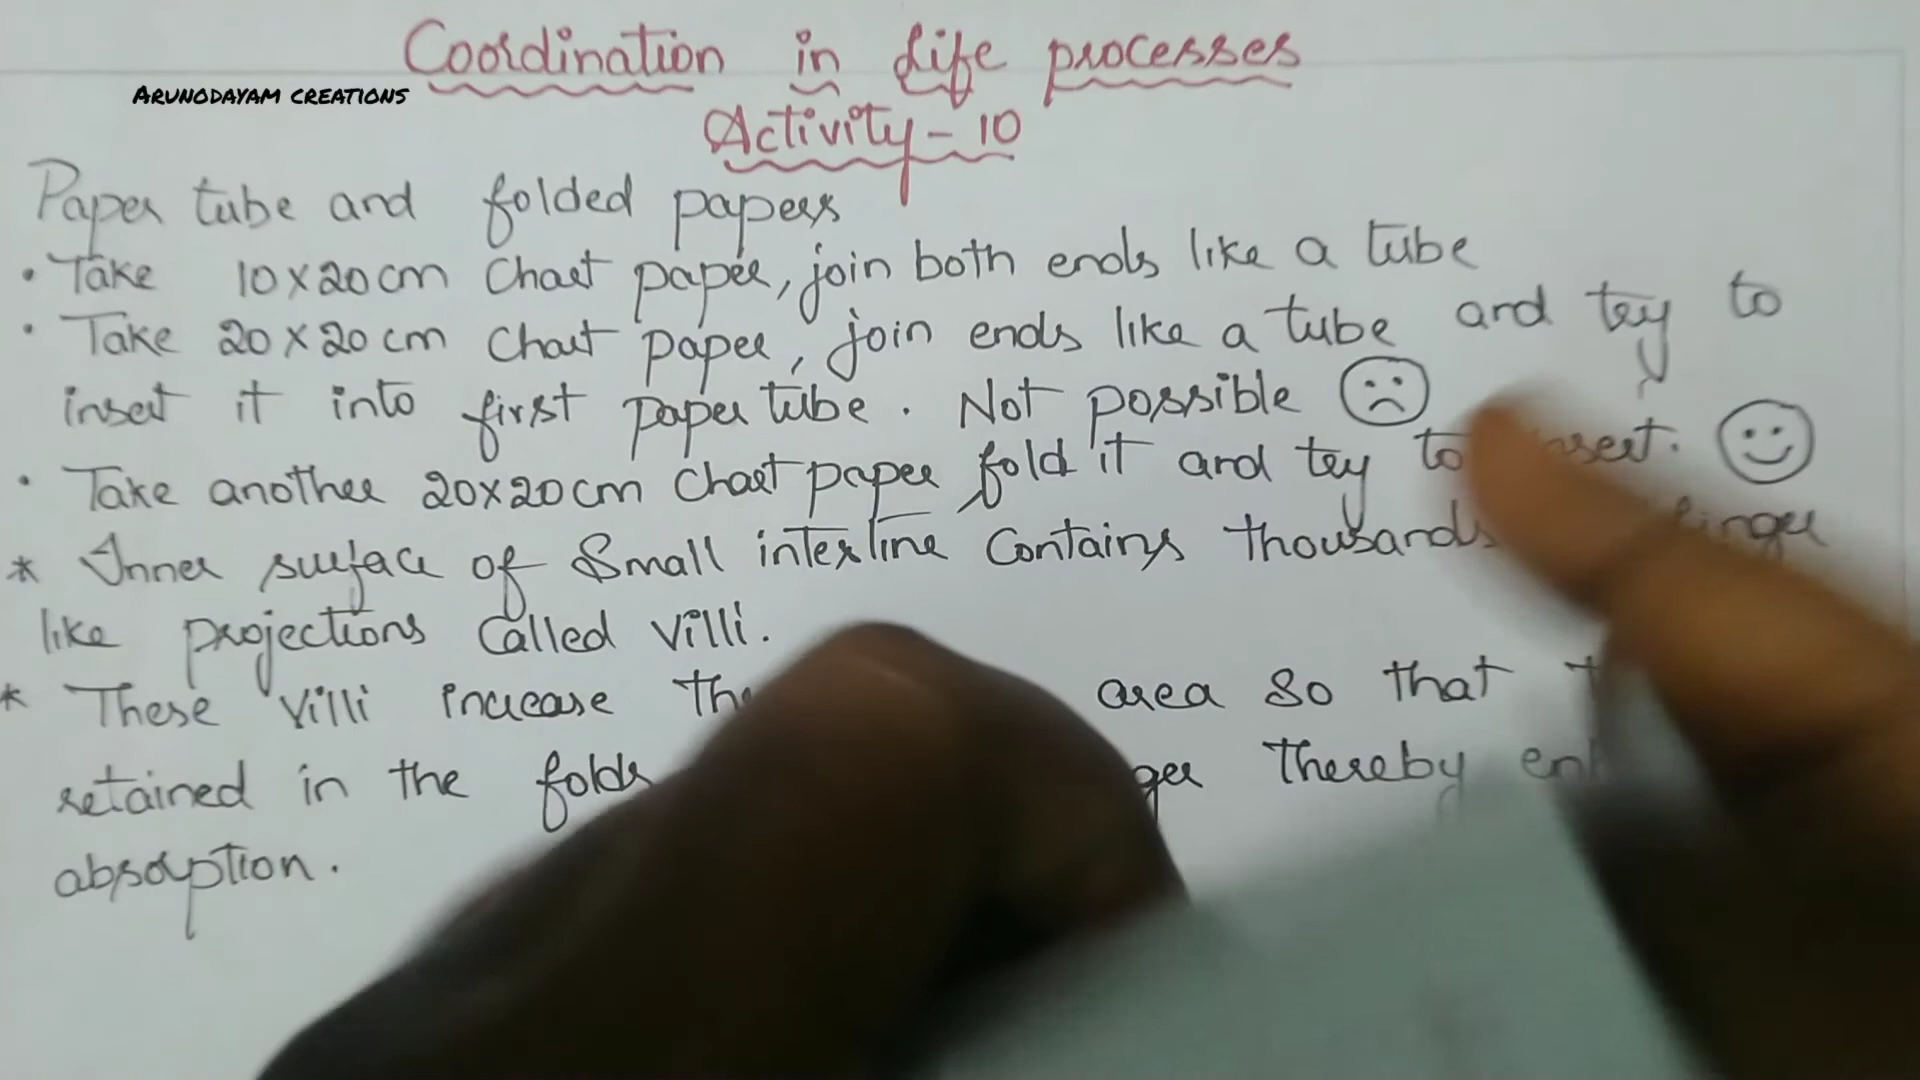 Coordination in Life processes
ARUNODAYAM CREATIONS
Activity - 10
Paper tube and folded papers
• Take 10x20cm Chart paper, join both ends like a tube
• Take 20x20cm Chart paper, join ends like a tube and try to
insert it into first paper tube. Not possible
• Take another 20x20cm Chart paper fold it and try to insert.
* Inner surface of Small intestine Contains thousands finger
like projections called villi.
* These villi increase the area so that
retained in the folds thereby
absorption.